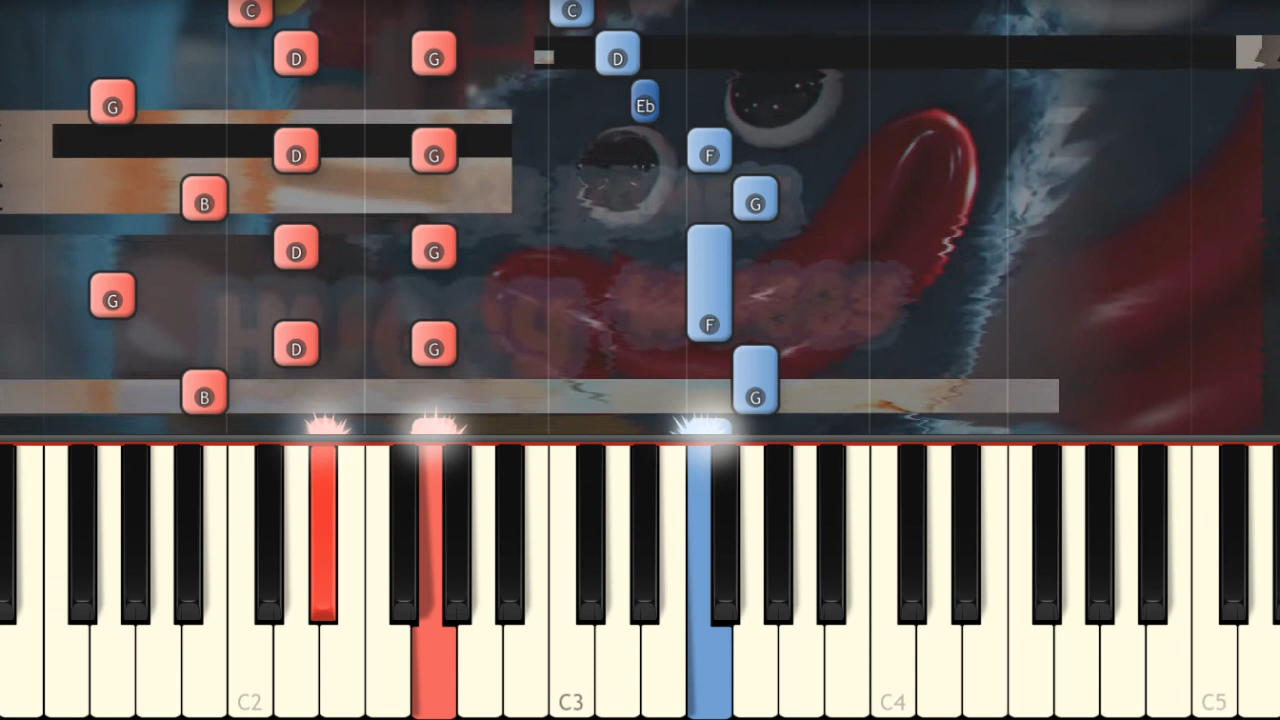 C C
D G D
G Eb
D G F
B G
D G
G F
D G
B G
C2 C3 C4 C5